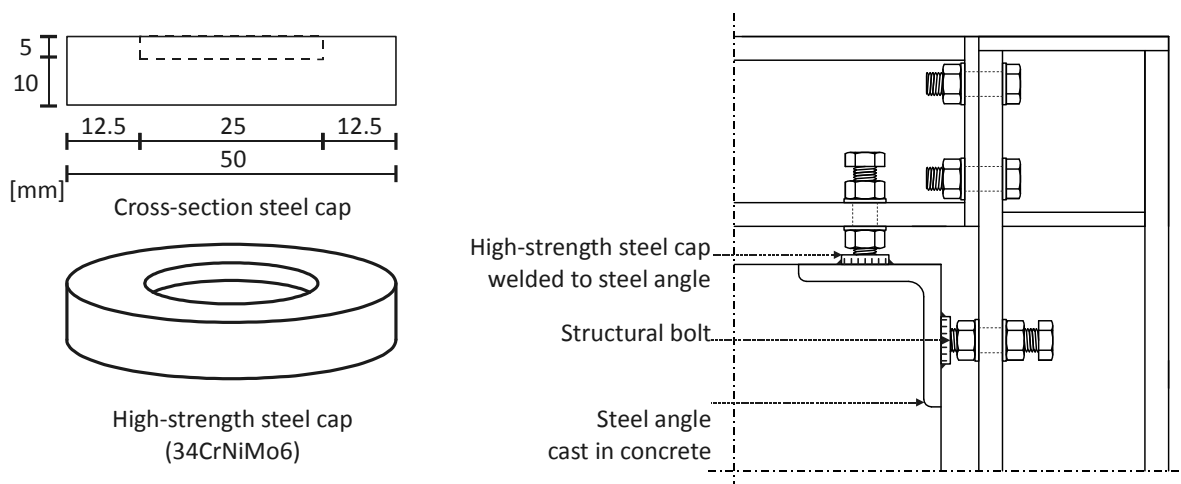 5
10
12.5 25 12.5
50
[mm]
Cross-section steel cap
High-strength steel cap
(34CrNiMo6)
High-strength steel cap
welded to steel angle
Structural bolt
Steel angle
cast in concrete